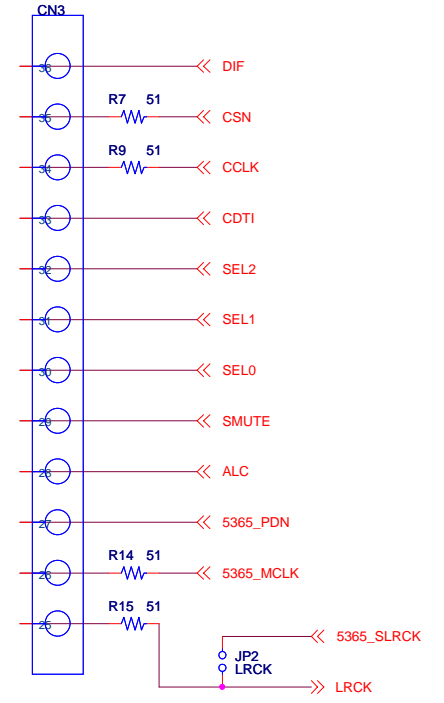 CN3
36 DIF
R7 51
35 CSN
R9 51
34 CCLK
33 CDTI
32 SEL2
31 SEL1
30 SEL0
29 SMUTE
28 ALC
27 5365_PDN
R14 51
26 5365_MCLK
R15 51
25
5365_SLRCK
JP2
LRCK
LRCK